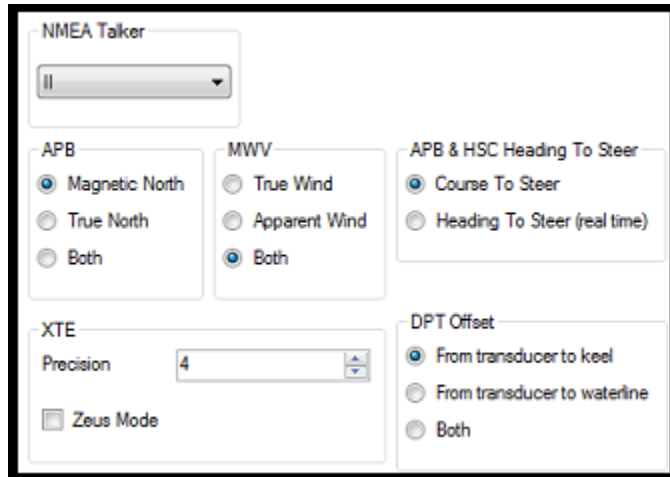 NMEA Talker
II
APB
Magnetic North
True North
Both
MWV
True Wind
Apparent Wind
Both
APB & HSC Heading To Steer
Course To Steer
Heading To Steer (real time)
XTE
Precision 4
Zeus Mode
DPT Offset
From transducer to keel
From transducer to waterline
Both